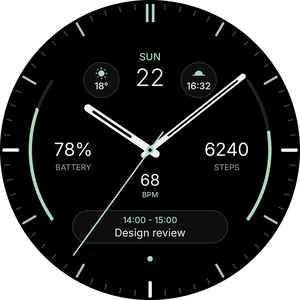 SUN
22
18°
16:32
78%
BATTERY
6240
STEPS
68
BPM
14:00 - 15:00
Design review